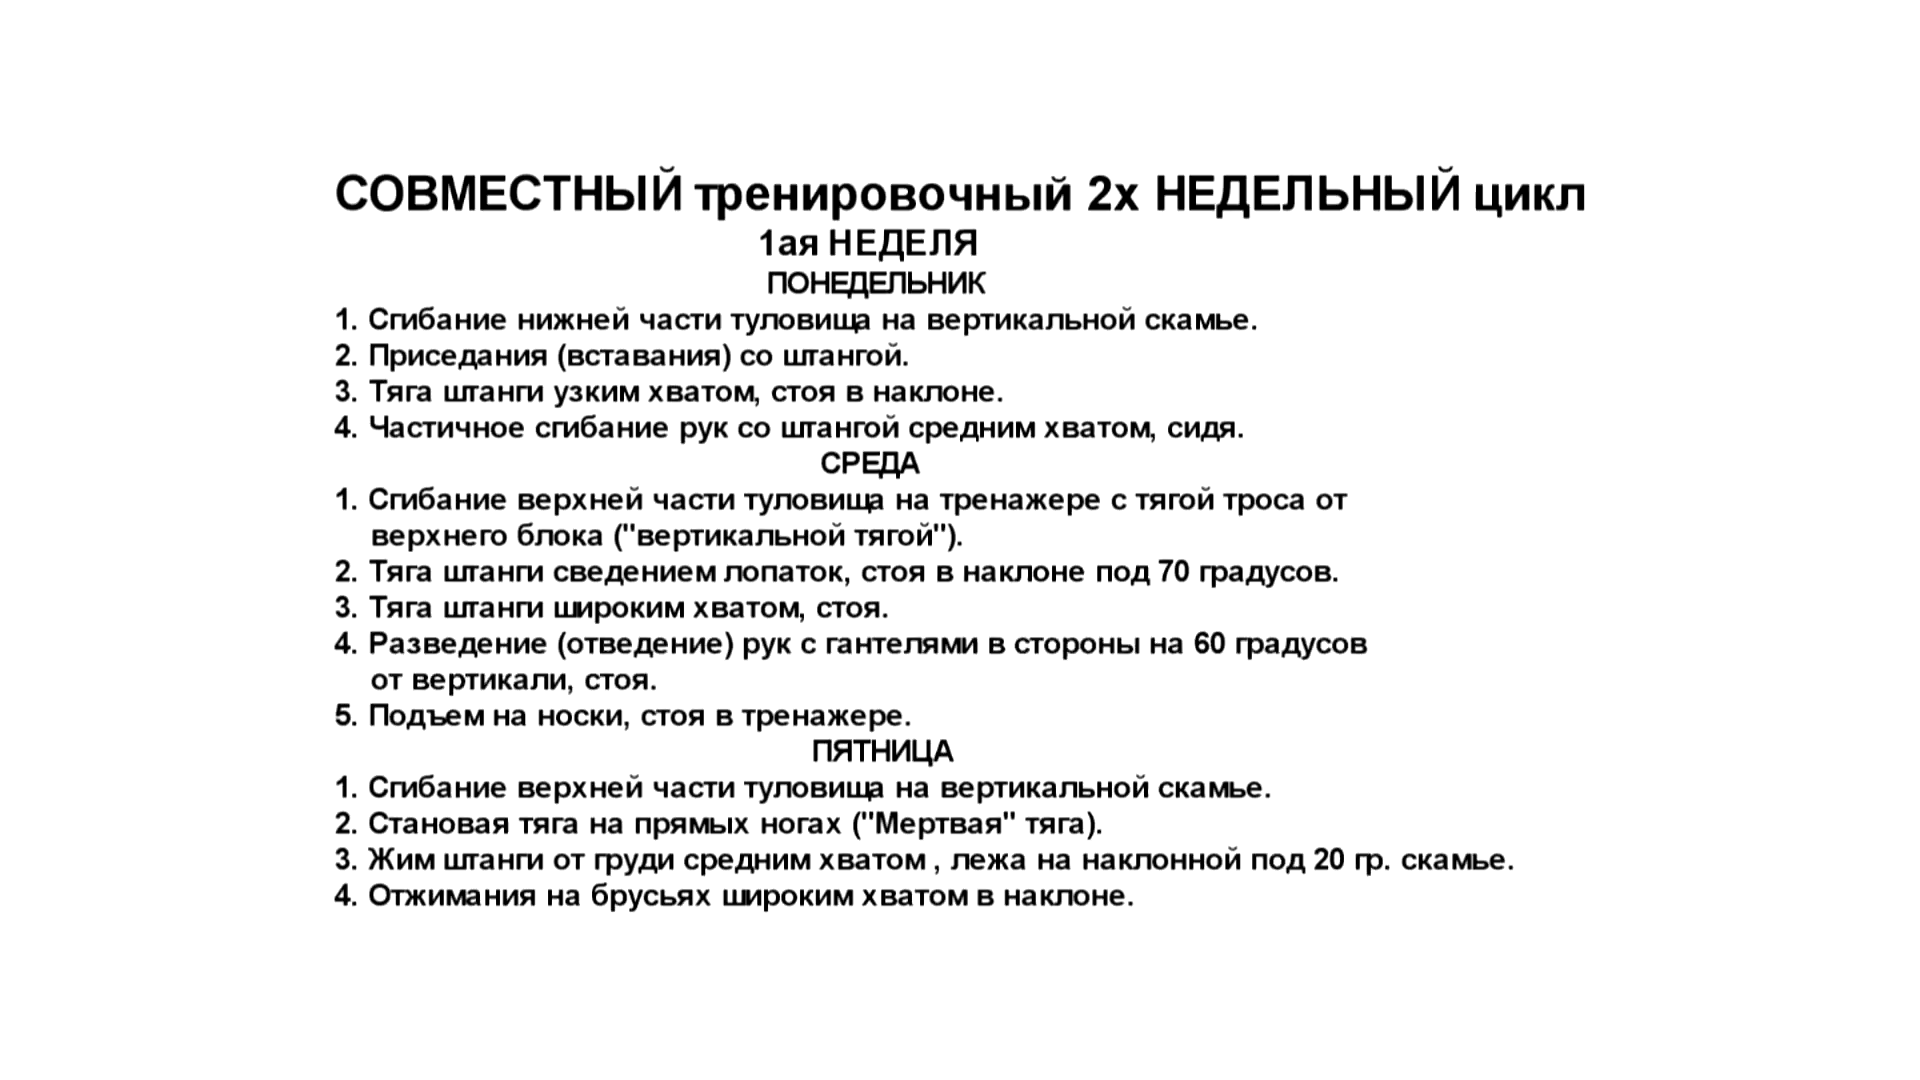 СОВМЕСТНЫЙ тренировочный 2х НЕДЕЛЬНЫЙ цикл
1ая НЕДЕЛЯ
ПОНЕДЕЛЬНИК
1. Сгибание нижней части туловища на вертикальной скамье.
2. Приседания (вставания) со штангой.
3. Тяга штанги узким хватом, стоя в наклоне.
4. Частичное сгибание рук со штангой средним хватом, сидя.
СРЕДА
1. Сгибание верхней части туловища на тренажере с тягой троса от
верхнего блока ("вертикальной тягой").
2. Тяга штанги сведением лопаток, стоя в наклоне под 70 градусов.
3. Тяга штанги широким хватом, стоя.
4. Разведение (отведение) рук с гантелями в стороны на 60 градусов
от вертикали, стоя.
5. Подъем на носки, стоя в тренажере.
ПЯТНИЦА
1. Сгибание верхней части туловища на вертикальной скамье.
2. Становая тяга на прямых ногах ("Мертвая" тяга).
3. Жим штанги от груди средним хватом , лежа на наклонной под 20 гр. скамье.
4. Отжимания на брусьях широким хватом в наклоне.